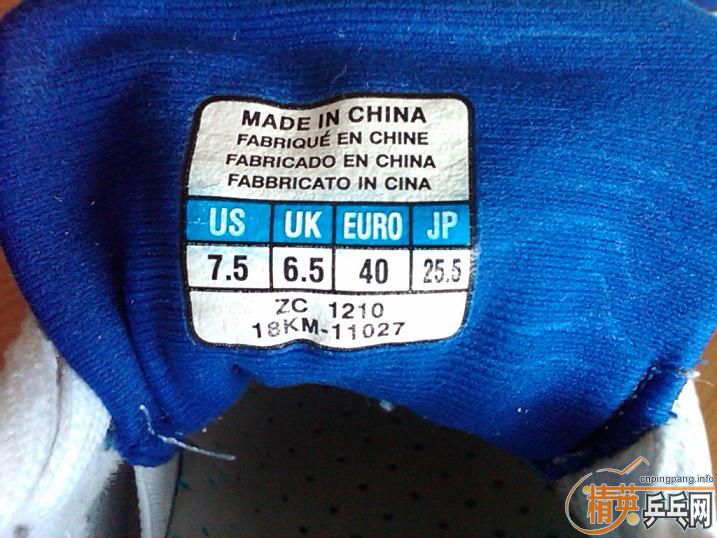 MADE IN CHINA
FABRIQUÉ EN CHINE
FABRICADO EN CHINA
FABBRICATO IN CINA
US UK EURO JP
7.5 6.5 40 25.5
ZC 1210
18KM-11027
cnpingpang.info
精英乒乓网